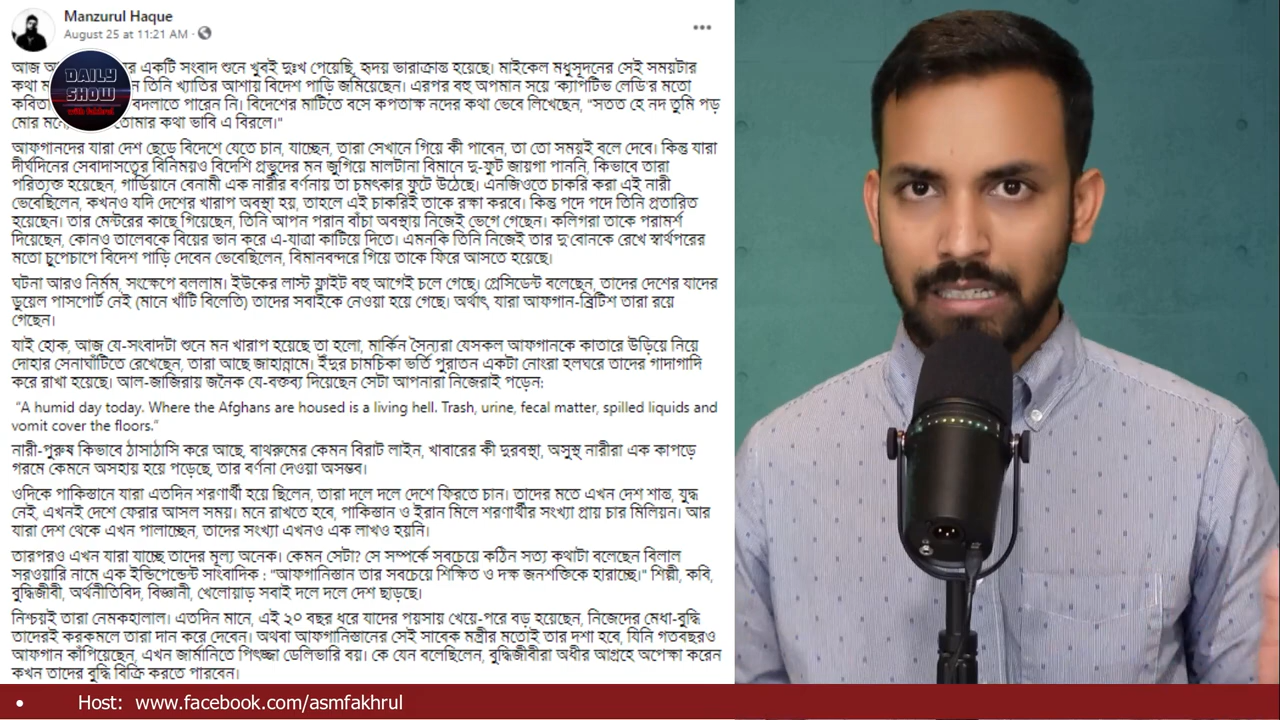 Manzurul Haque
August 25 at 11:21 AM ·
আজ র একটি সংবাদ শুনে খুবই দুঃখ পেয়েছি, হৃদয় ভারাক্রান্ত হয়েছে। মাইকেল মধুসূদনের সেই সময়টার
কথা ম ন তিনি খ্যাতির আশায় বিদেশ পাড়ি জমিয়েছেন। এরপর বহু অপমান সয়ে 'ক্যাপটিভ লেডি'র মতো
কবিতা বদলাতে পারেন নি। বিদেশের মাটিতে বসে কপতাক্ষ নদের কথা ভেবে লিখেছেন, "সতত হে নদ তুমি পড়
মোর মনে, তোমার কথা ভাবি এ বিরলে।"
DAILY
SHOW
আফগানদের যারা দেশ ছেড়ে বিদেশে যেতে চান, যাচ্ছেন, তারা সেখানে গিয়ে কী পাবেন, তা তো সময়ই বলে দেবে। কিন্তু যারা
দীর্ঘদিনের সেবাদাসত্বের বিনিময়ও বিদেশি প্রভুদের মন জুগিয়ে মালটানা বিমানে দু-ফুট জায়গা পাননি, কিভাবে তারা
পরিত্যক্ত হয়েছেন, গার্ডিয়ানে বেনামী এক নারীর বর্ণনায় তা চমৎকার ফুটে উঠেছে। এনজিওতে চাকরি করা এই নারী
ভেবেছিলেন, কখনও যদি দেশের খারাপ অবস্থা হয়, তাহলে এই চাকরিই তাকে রক্ষা করবে। কিন্তু পদে পদে তিনি প্রতারিত
হয়েছেন। তার মেন্টরের কাছে গিয়েছেন, তিনি আপন পরান বাঁচা অবস্থায় নিজেই ভেগে গেছেন। কলিগরা তাকে পরামর্শ
দিয়েছেন, কোনও তালেবকে বিয়ের ভান করে এ-যাত্রা কাটিয়ে দিতে। এমনকি তিনি নিজেই তার দু'বোনকে রেখে স্বার্থপরের
মতো চুপেচাপে বিদেশ পাড়ি দেবেন ভেবেছিলেন, বিমানবন্দরে গিয়ে তাকে ফিরে আসতে হয়েছে।
ঘটনা আরও নির্মম, সংক্ষেপে বললাম। ইউকের লাস্ট ফ্লাইট বহু আগেই চলে গেছে। প্রেসিডেন্ট বলেছেন, তাদের দেশের যাদের
ডুয়েল পাসপোর্ট নেই (মানে খাঁটি বিলেতি) তাদের সবাইকে নেওয়া হয়ে গেছে। অর্থাৎ, যারা আফগান-ব্রিটিশ তারা রয়ে
গেছেন।
যাই হোক, আজ যে-সংবাদটা শুনে মন খারাপ হয়েছে তা হলো, মার্কিন সৈন্যরা যেসকল আফগানকে কাতারে উড়িয়ে নিয়ে
দোহার সেনাঘাঁটিতে রেখেছেন, তারা আছে জাহান্নামে। ইঁদুর চামচিকা ভর্তি পুরাতন একটা নোংরা হলঘরে তাদের গাদাগাদি
করে রাখা হয়েছে। আল-জাজিরায় জনৈক যে-বক্তব্য দিয়েছেন সেটা আপনারা নিজেরাই পড়েন:
"A humid day today. Where the Afghans are housed is a living hell. Trash, urine, fecal matter, spilled liquids and
vomit cover the floors."
নারী-পুরুষ কিভাবে ঠাসাঠাসি করে আছে, বাথরুমের কেমন বিরাট লাইন, খাবারের কী দুরবস্থা, অসুস্থ নারীরা এক কাপড়ে
গরমে কেমনে অসহায় হয়ে পড়েছে, তার বর্ণনা দেওয়া অসম্ভব।
ওদিকে পাকিস্তানে যারা এতদিন শরণার্থী হয়ে ছিলেন, তারা দলে দলে দেশে ফিরতে চান। তাদের মতে এখন দেশ শান্ত, যুদ্ধ
নেই, এখনই দেশে ফেরার আসল সময়। মনে রাখতে হবে, পাকিস্তান ও ইরান মিলে শরণার্থীর সংখ্যা প্রায় চার মিলিয়ন। আর
যারা দেশ থেকে এখন পালাচ্ছেন, তাদের সংখ্যা এখনও এক লাখও হয়নি।
তারপরও এখন যারা যাচ্ছে তাদের মূল্য অনেক। কেমন সেটা? সে সম্পর্কে সবচেয়ে কঠিন সত্য কথাটা বলেছেন বিলাল
সরওয়ারি নামে এক ইন্ডিপেন্ডেন্ট সাংবাদিক : "আফগানিস্তান তার সবচেয়ে শিক্ষিত ও দক্ষ জনশক্তিকে হারাচ্ছে।" শিল্পী, কবি,
বুদ্ধিজীবী, অর্থনীতিবিদ, বিজ্ঞানী, খেলোয়াড় সবাই দলে দলে দেশ ছাড়ছে।
নিশ্চয়ই তারা নেমকহালাল। এতদিন মানে, এই ২০ বছর ধরে যাদের পয়সায় খেয়ে-পরে বড় হয়েছেন, নিজেদের মেধা-বুদ্ধি
তাদেরই করকমলে তারা দান করে দেবেন। অথবা আফগানিস্তানের সেই সাবেক মন্ত্রীর মতোই তার দশা হবে, যিনি গতবছরও
আফগান কাঁপিয়েছেন, এখন জার্মানিতে পিৎজ্জা ডেলিভারি বয়। কে যেন বলেছিলেন, বুদ্ধিজীবীরা অধীর আগ্রহে অপেক্ষা করেন
কখন তাদের বুদ্ধি বিক্রি করতে পারবেন।
• Host: www.facebook.com/asmfakhrul